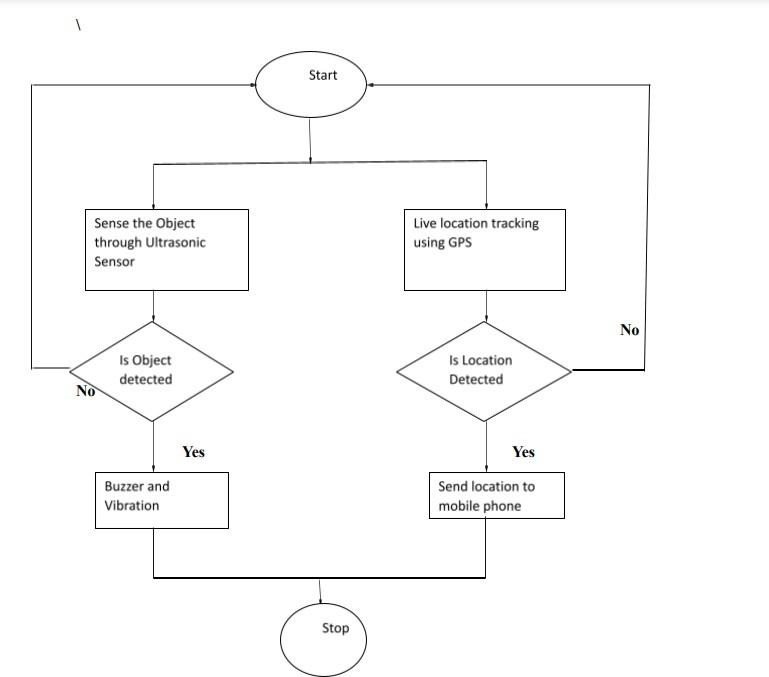 \
Start
Sense the Object
through Ultrasonic
Sensor
Live location tracking
using GPS
No
Is Object
detected
Is Location
Detected
No
Yes
Yes
Buzzer and
Vibration
Send location to
mobile phone
Stop